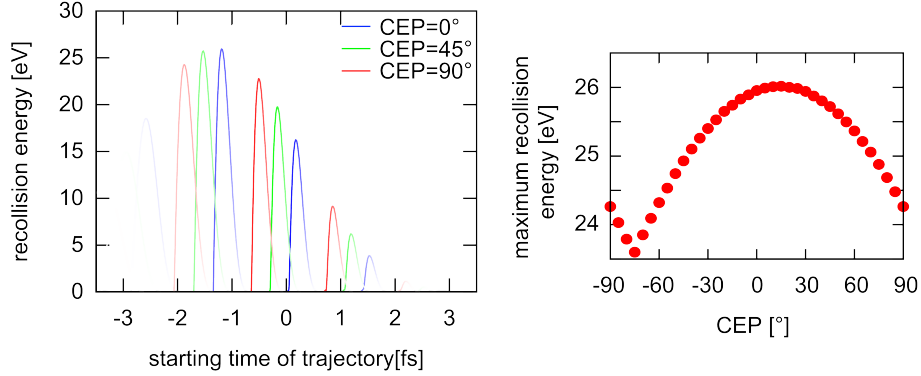 30
25
20
15
10
5
0
recollision energy [eV]
CEP=0°
CEP=45°
CEP=90°
-3 -2 -1 0 1 2 3
starting time of trajectory[fs]
26
25
24
maximum recollision
energy [eV]
-90 -60 -30 0 30 60 90
CEP [°]